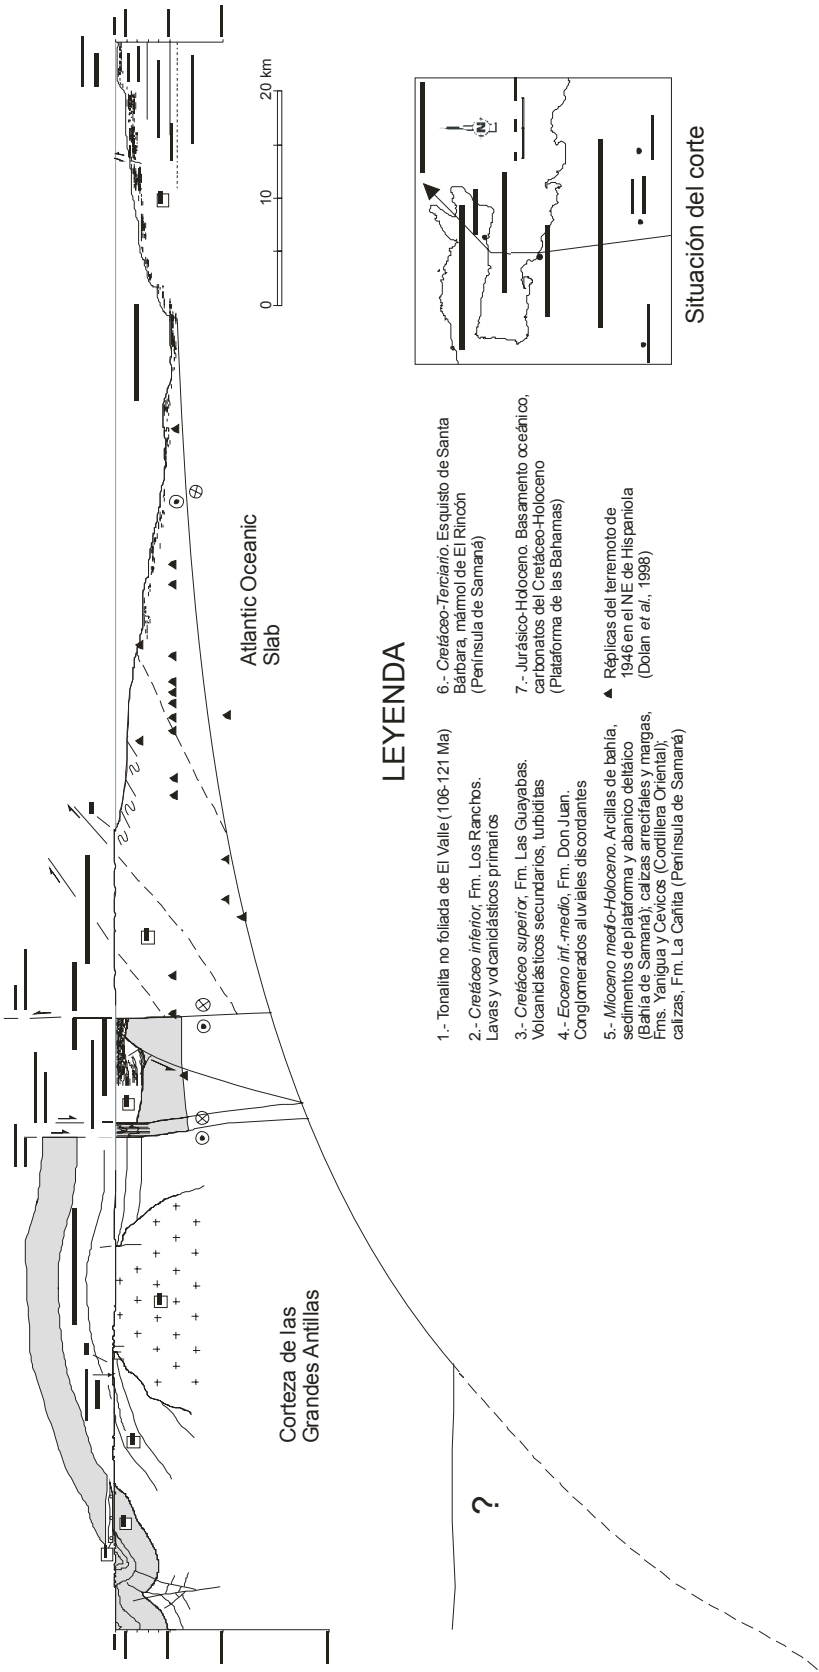 0
10
20 km
Corteza de las
Grandes Antillas
Atlantic Oceanic
Slab
?
LEYENDA
1.- Tonalita no foliada de El Valle (106-121 Ma)
2.- Cretáceo inferior, Fm. Los Ranchos.
Lavas y volcaniclásticos primarios
3.- Cretáceo superior, Fm. Las Guayabas.
Volcaniclásticos secundarios, turbiditas
4.- Eoceno inf.-medio, Fm. Don Juan.
Conglomerados aluviales discordantes
5.- Mioceno medio-Holoceno. Arcillas de bahía,
sedimentos de plataforma y abanico deltáico
(Bahía de Samaná); calizas arrecifales y margas,
Fms. Yanigua y Cevicos (Cordillera Oriental);
calizas, Fm. La Cañita (Península de Samaná)
6.- Cretáceo-Terciario. Esquisto de Santa
Bárbara, mármol de El Rincón
(Península de Samaná)
7.- Jurásico-Holoceno. Basamento oceánico,
carbonatos del Cretáceo-Holoceno
(Plataforma de las Bahamas)
Réplicas del terremoto de
1946 en el NE de Hispaniola
(Dolan et al., 1998)
N
Situación del corte